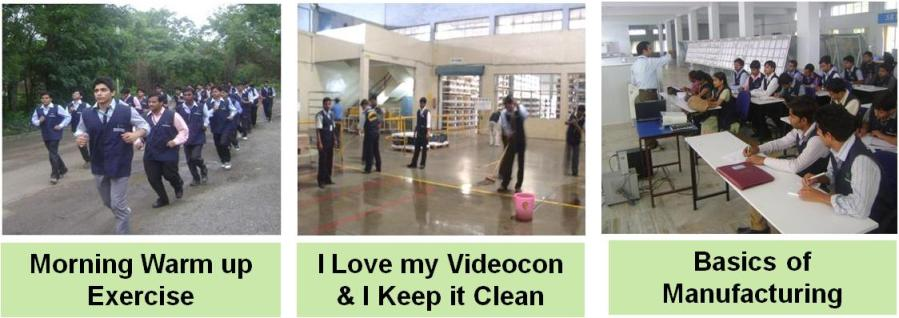 Morning Warm up
Exercise
I Love my Videocon
& I Keep it Clean
Basics of
Manufacturing